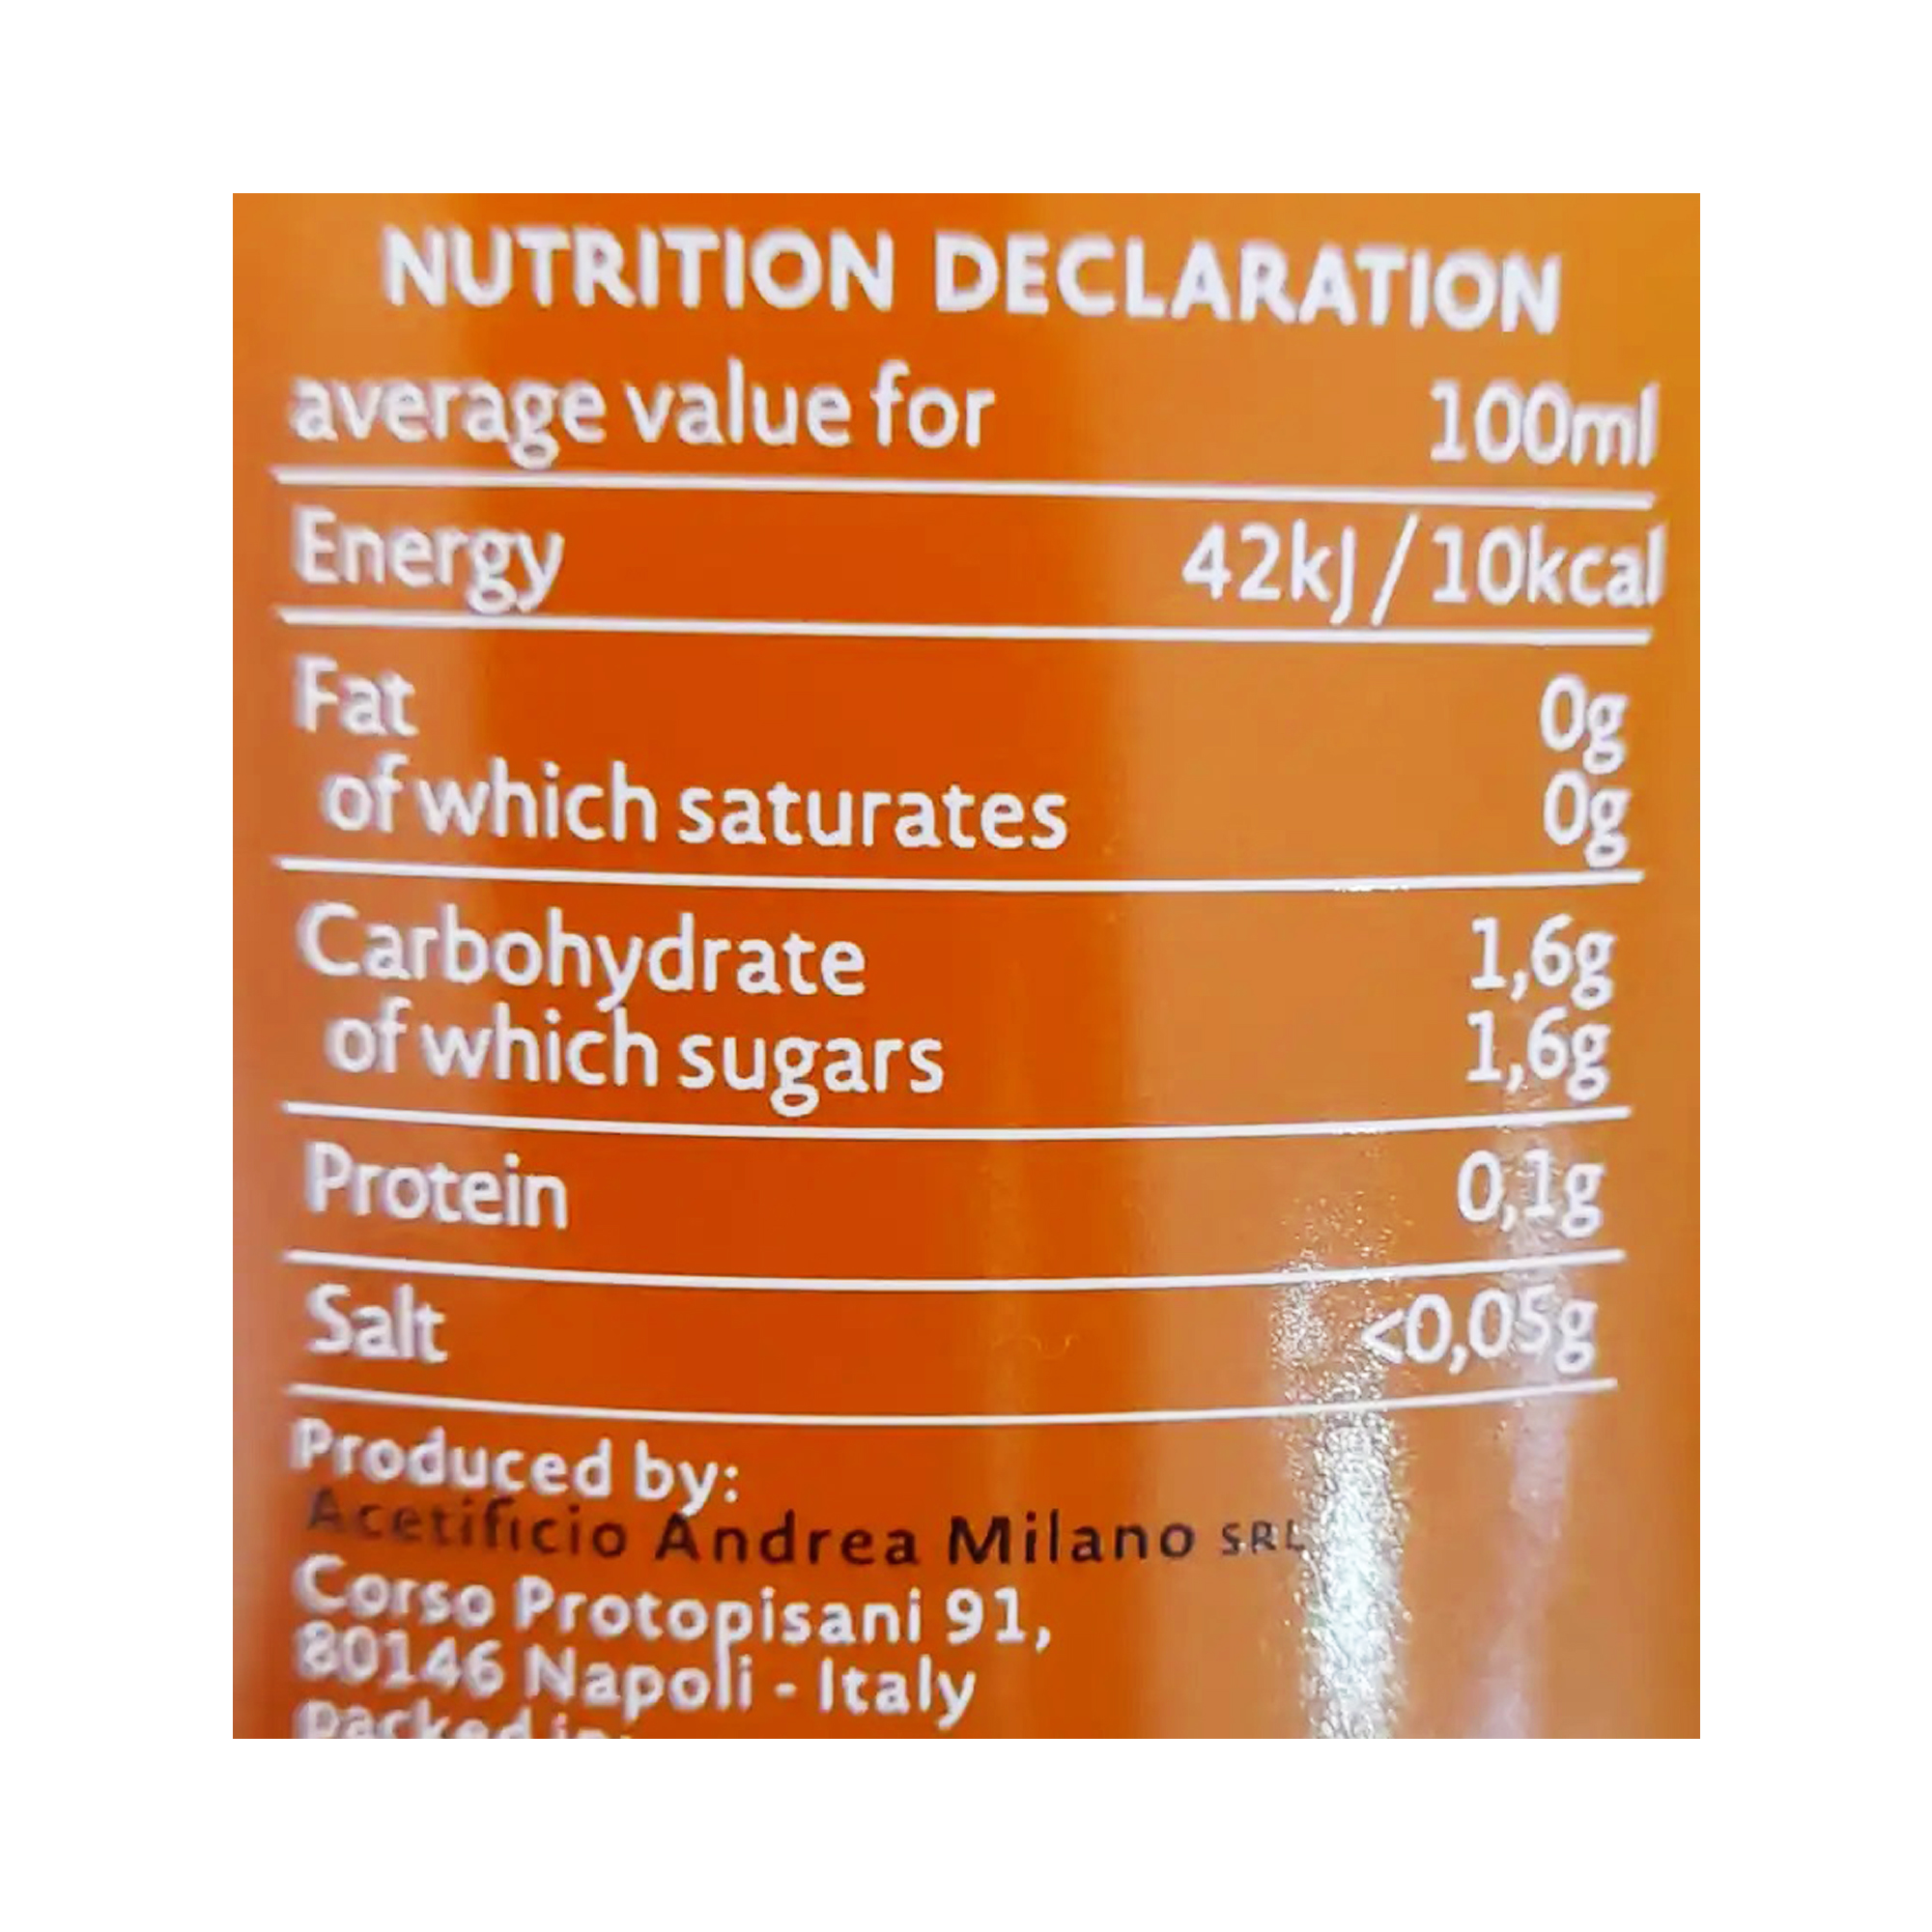 NUTRITION DECLARATION
average value for 100ml
Energy 42kJ/10kcal
Fat 0g
of which saturates 0g
Carbohydrate 1,6g
of which sugars 1,6g
Protein 0,1g
Salt <0,05g
Produced by:
Acetificio Andrea Milano SRL
Corso Protopisani 91,
80146 Napoli - Italy
packed in: